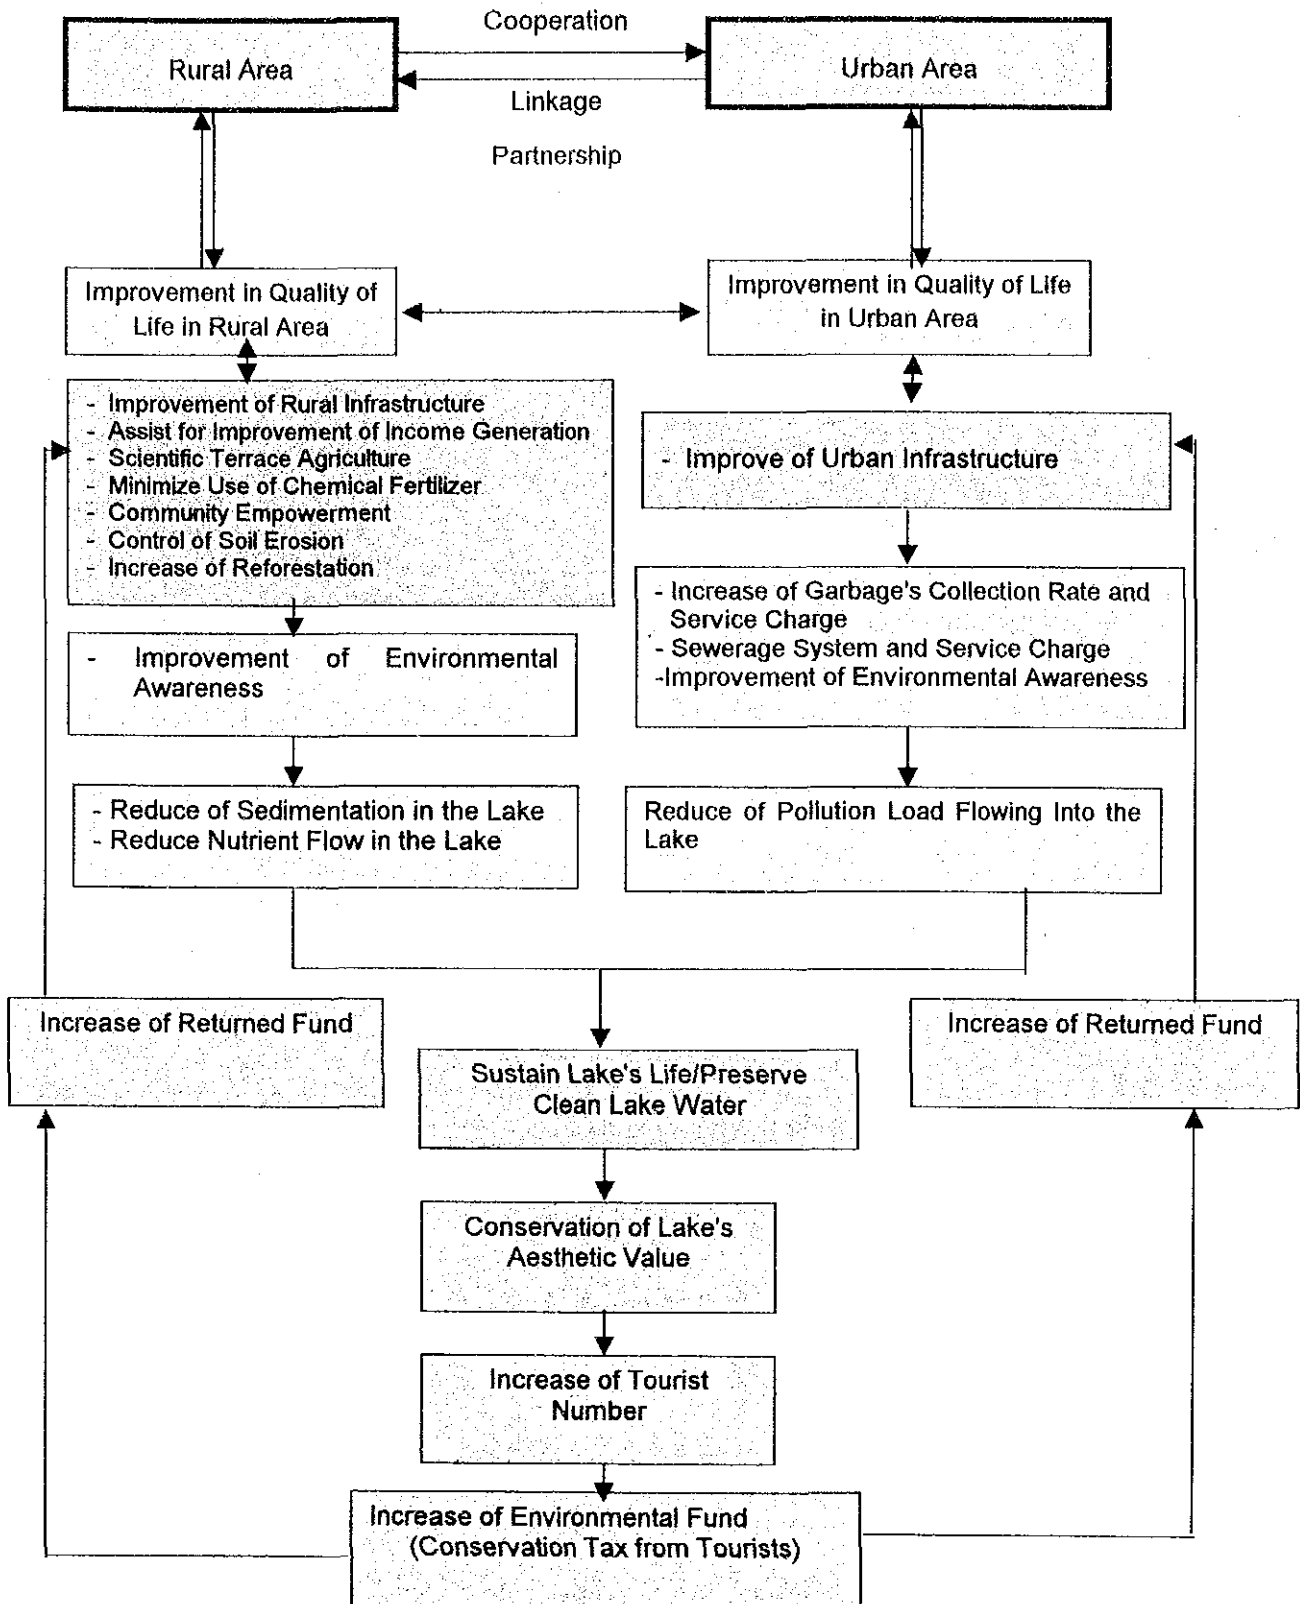 Cooperation
Rural Area
Urban Area
Linkage
Partnership
Improvement in Quality of
Life in Rural Area
Improvement in Quality of Life
in Urban Area
- Improvement of Rural Infrastructure
- Assist for Improvement of Income Generation
- Scientific Terrace Agriculture
- Minimize Use of Chemical Fertilizer
- Community Empowerment
- Control of Soil Erosion
- Increase of Reforestation
- Improve of Urban Infrastructure
- Increase of Garbage's Collection Rate and
Service Charge
- Sewerage System and Service Charge
-Improvement of Environmental Awareness
- Improvement of Environmental
Awareness
- Reduce of Sedimentation in the Lake
- Reduce Nutrient Flow in the Lake
Reduce of Pollution Load Flowing Into the
Lake
Increase of Returned Fund
Increase of Returned Fund
Sustain Lake's Life/Preserve
Clean Lake Water
Conservation of Lake's
Aesthetic Value
Increase of Tourist
Number
Increase of Environmental Fund
(Conservation Tax from Tourists)